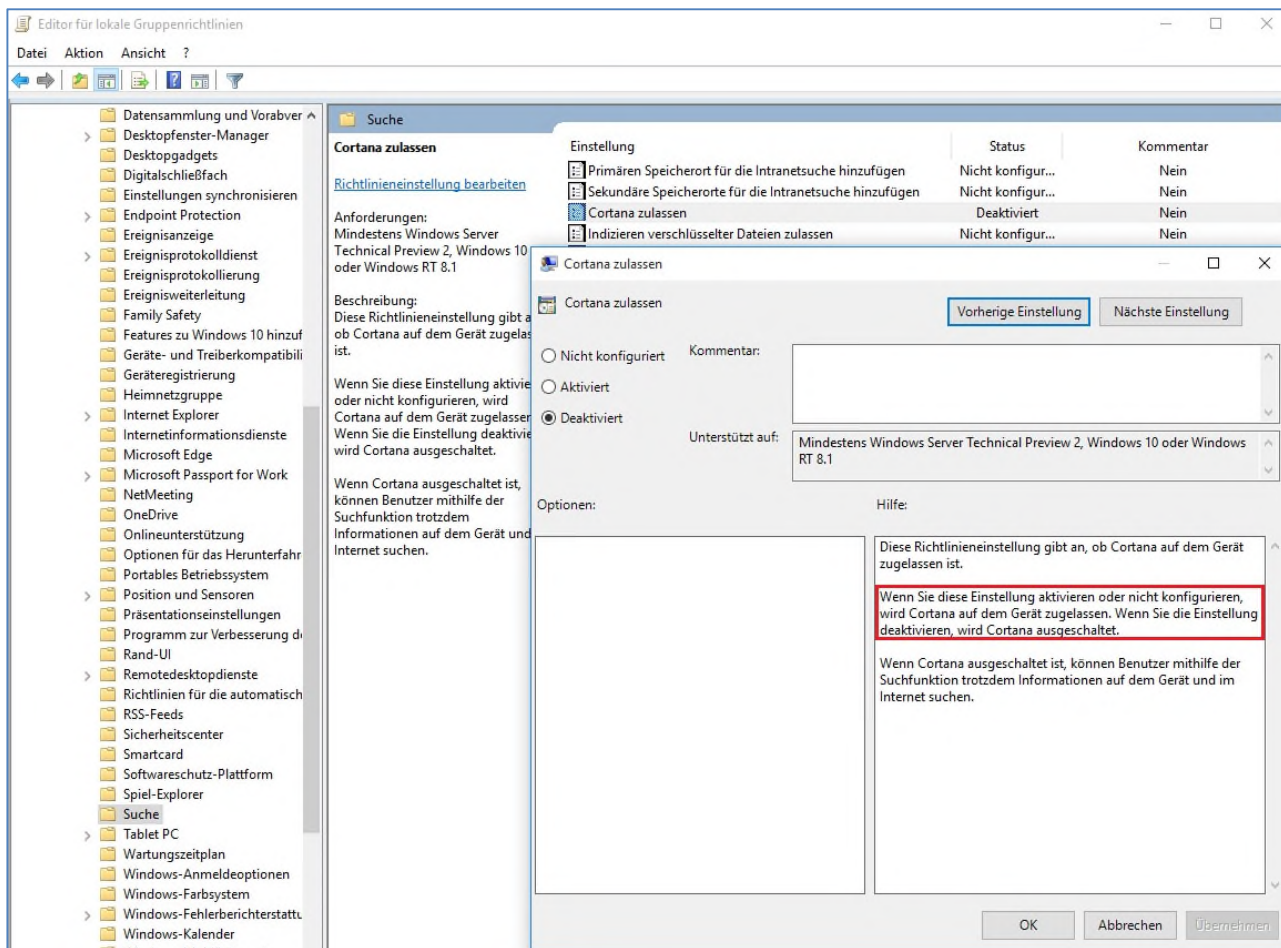 Editor für lokale Gruppenrichtlinien
Datei Aktion Ansicht ?
Datensammlung und Vorabver
Desktopfenster-Manager
Desktopgadgets
Digitalschließfach
Einstellungen synchronisieren
Endpoint Protection
Ereignisanzeige
Ereignisprotokolldienst
Ereignisprotokollierung
Ereignisweiterleitung
Family Safety
Features zu Windows 10 hinzuf
Geräte- und Treiberkompatibili
Geräteregistrierung
Heimnetzgruppe
Internet Explorer
Internetinformationsdienste
Microsoft Edge
Microsoft Passport for Work
NetMeeting
OneDrive
Onlineunterstützung
Optionen für das Herunterfahr
Portables Betriebssystem
Position und Sensoren
Präsentationseinstellungen
Programm zur Verbesserung de
Rand-UI
Remotedesktopdienste
Richtlinien für die automatisch
RSS-Feeds
Sicherheitscenter
Smartcard
Softwareschutz-Plattform
Spiel-Explorer
Suche
Tablet PC
Wartungszeitplan
Windows-Anmeldeoptionen
Windows-Farbsystem
Windows-Fehlerberichterstattu
Windows-Kalender
Suche
Cortana zulassen
Richtlinieneinstellung bearbeiten
Anforderungen:
Mindestens Windows Server
Technical Preview 2, Windows 10
oder Windows RT 8.1
Beschreibung:
Diese Richtlinieneinstellung gibt a
ob Cortana auf dem Gerät zugelas
ist.
Wenn Sie diese Einstellung aktivie
oder nicht konfigurieren, wird
Cortana auf dem Gerät zugelasser
Wenn Sie die Einstellung deaktivie
wird Cortana ausgeschaltet.
Wenn Cortana ausgeschaltet ist,
können Benutzer mithilfe der
Suchfunktion trotzdem
Informationen auf dem Gerät und
Internet suchen.
Einstellung Status Kommentar
Primären Speicherort für die Intranetsuche hinzufügen Nicht konfigur... Nein
Sekundäre Speicherorte für die Intranetsuche hinzufügen Nicht konfigur... Nein
Cortana zulassen Deaktiviert Nein
Indizieren verschlüsselter Dateien zulassen Nicht konfigur... Nein
Cortana zulassen
Cortana zulassen
Vorherige Einstellung Nächste Einstellung
Nicht konfiguriert
Aktiviert
Deaktiviert
Kommentar:
Unterstützt auf:
Mindestens Windows Server Technical Preview 2, Windows 10 oder Windows
RT 8.1
Optionen:
Hilfe:
Diese Richtlinieneinstellung gibt an, ob Cortana auf dem Gerät
zugelassen ist.
Wenn Sie diese Einstellung aktivieren oder nicht konfigurieren,
wird Cortana auf dem Gerät zugelassen. Wenn Sie die Einstellung
deaktivieren, wird Cortana ausgeschaltet.
Wenn Cortana ausgeschaltet ist, können Benutzer mithilfe der
Suchfunktion trotzdem Informationen auf dem Gerät und im
Internet suchen.
OK Abbrechen Übernehmen